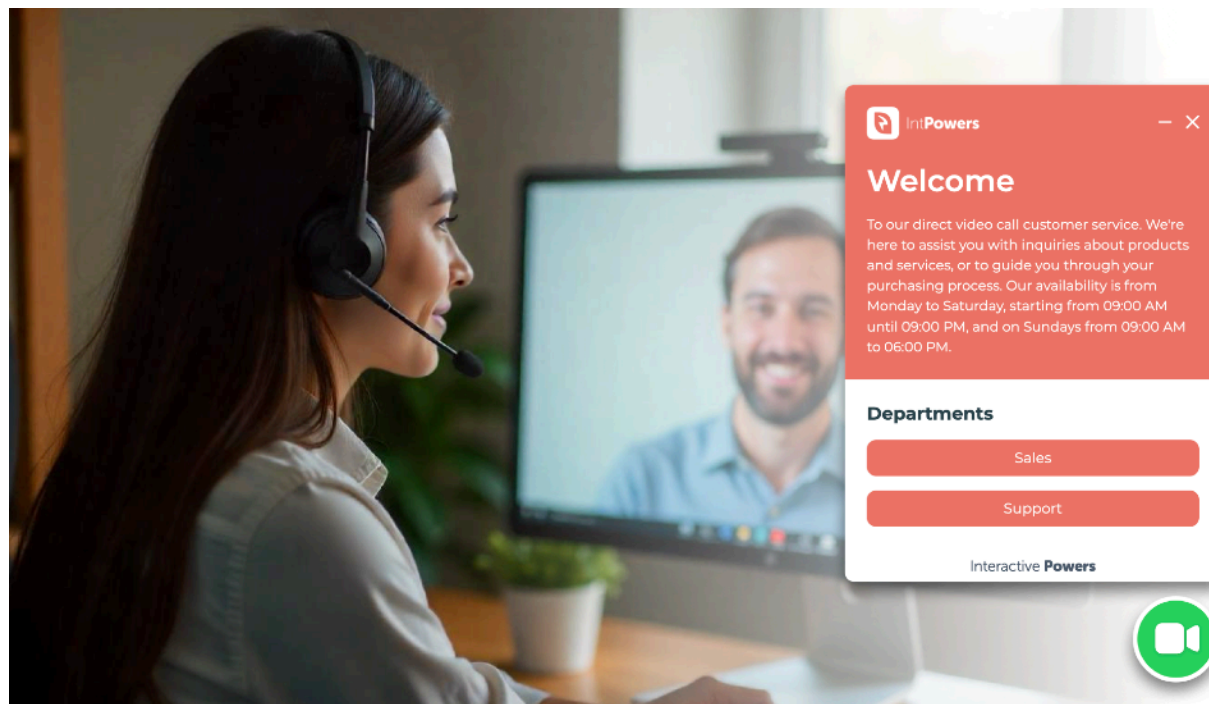 IntPowers
Welcome
To our direct video call customer service. We're
here to assist you with inquiries about products
and services, or to guide you through your
purchasing process. Our availability is from
Monday to Saturday, starting from 09:00 AM
until 09:00 PM, and on Sundays from 09:00 AM
to 06:00 PM.
Departments
Sales
Support
Interactive Powers